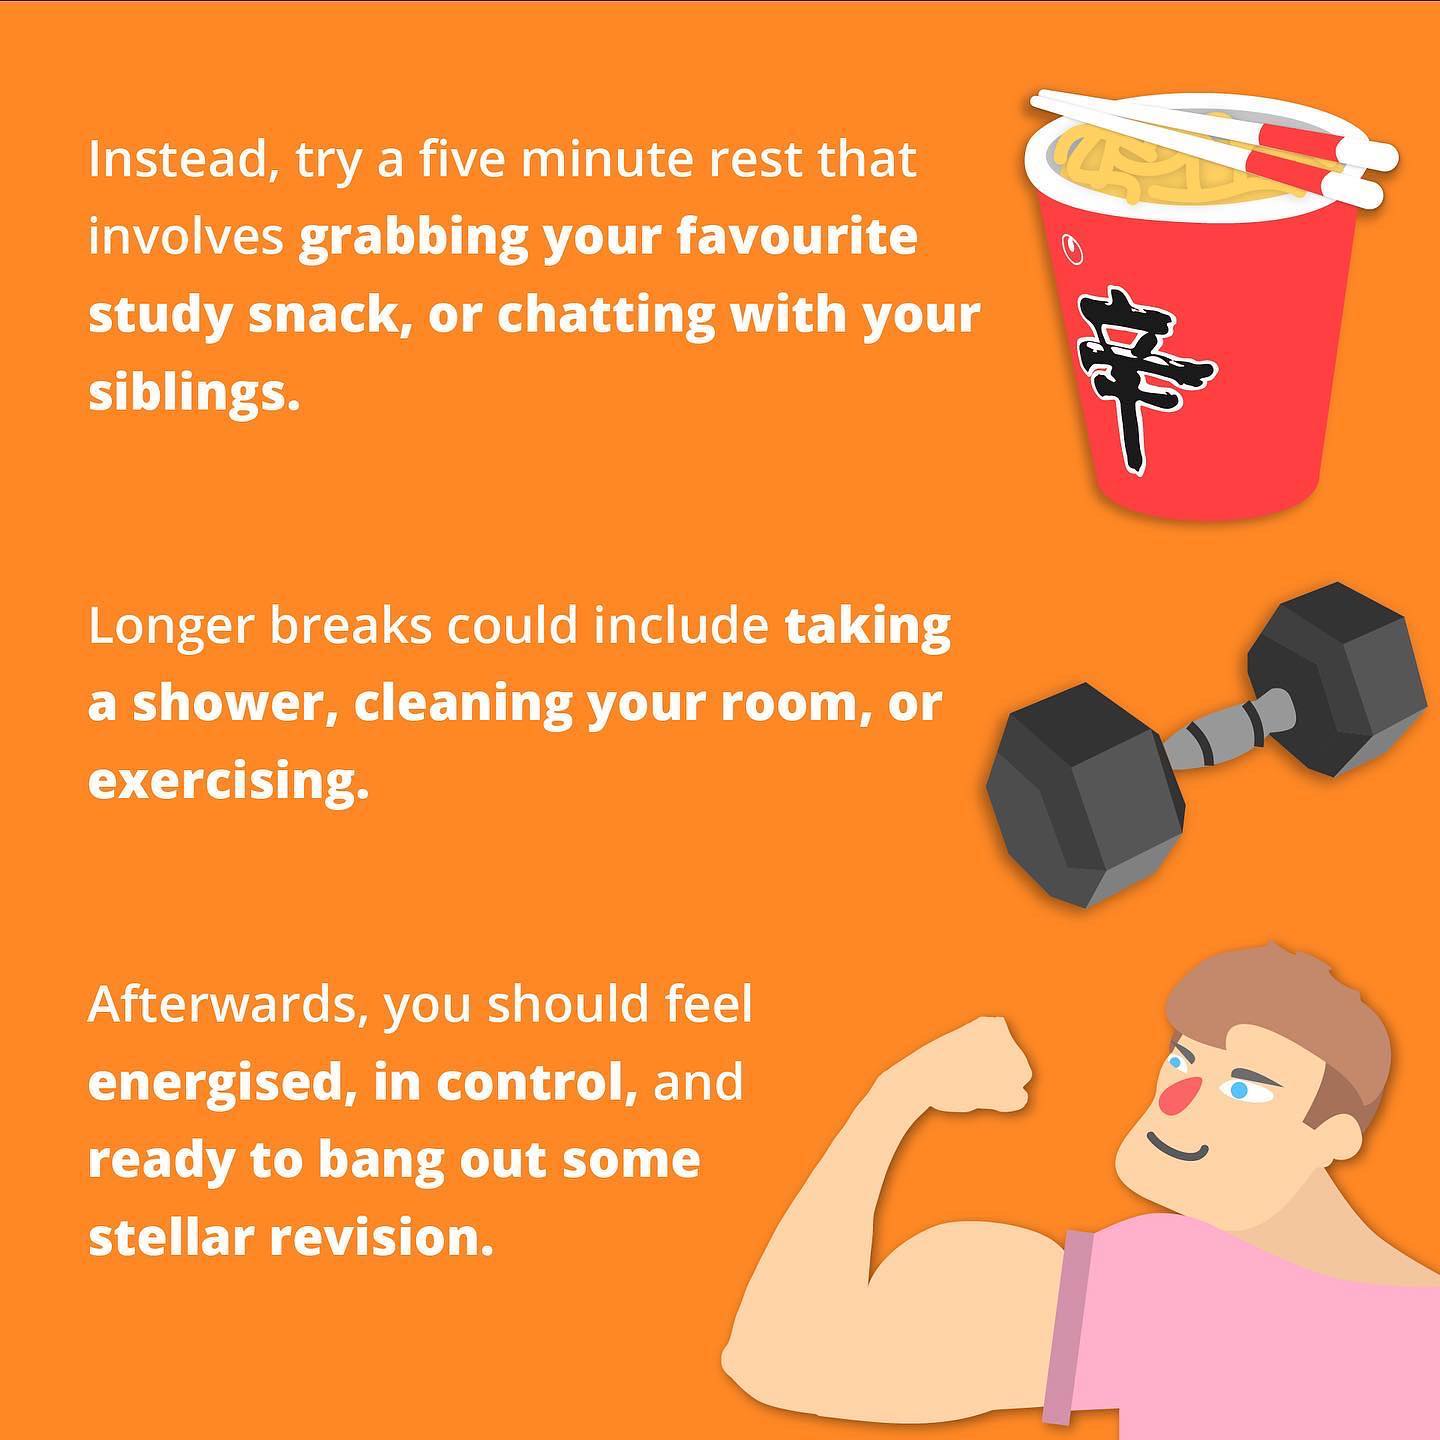 Instead, try a five minute rest that
involves grabbing your favourite
study snack, or chatting with your
siblings.
辛
Longer breaks could include taking
a shower, cleaning your room, or
exercising.
Afterwards, you should feel
energised, in control, and
ready to bang out some
stellar revision.